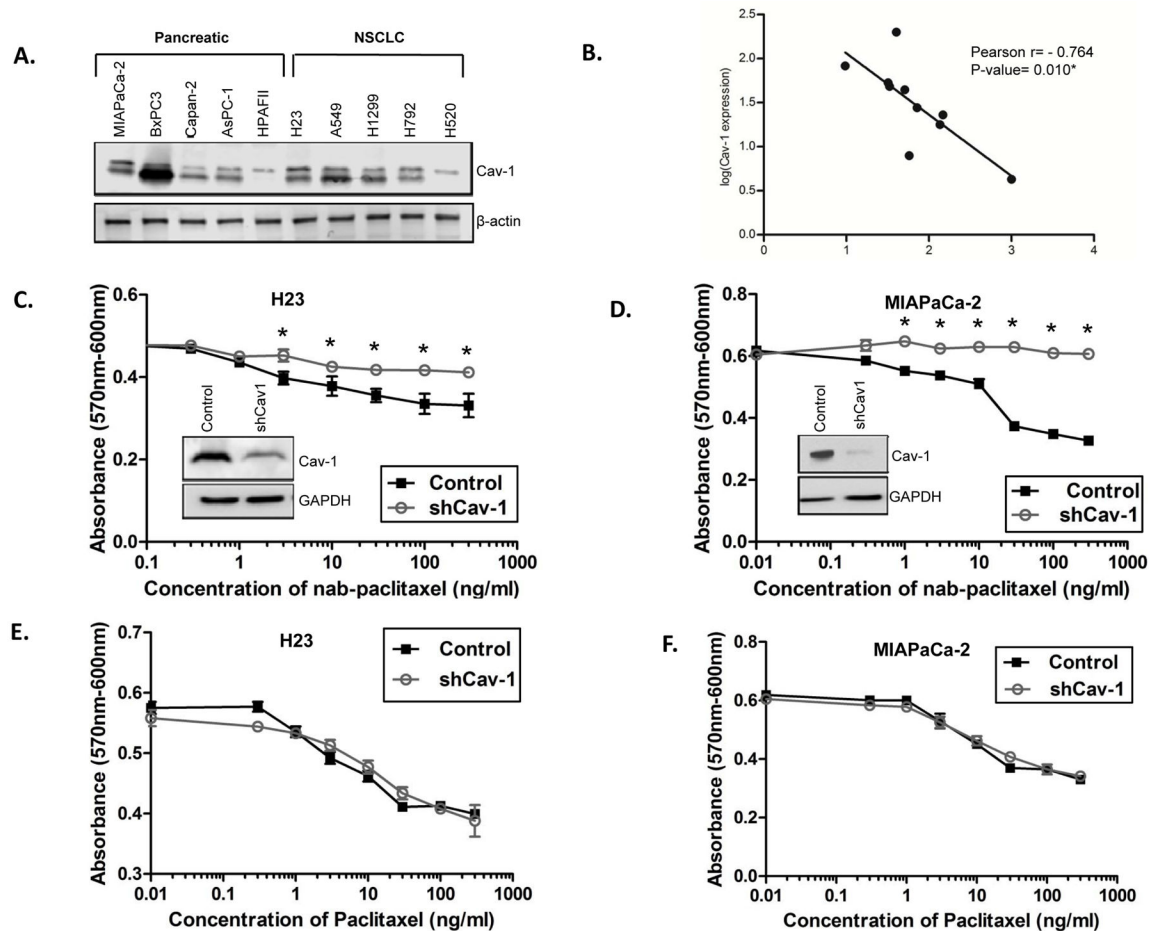 A.
Pancreatic
NSCLC
MIAPaCa-2
BxPC3
Capan-2
AsPC-1
HPAFII
H23
A549
H1299
H792
H520
Cav-1
β-actin
B.
log(Cav-1 expression)
2.5
2.0
1.5
1.0
0.5
0.0
0 1 2 3 4
Pearson r= - 0.764
P-value= 0.010*
C.
H23
Absorbance (570nm-600nm)
0.6
0.4
0.2
0.0
* * * * *
Control
shCav1
Cav-1
GAPDH
Control
shCav-1
0.1 1 10 100 1000
Concentration of nab-paclitaxel (ng/ml)
D.
MIAPaCa-2
Absorbance (570nm-600nm)
0.8
0.6
0.4
0.2
0.0
* * * * * *
Control
shCav1
Cav-1
GAPDH
Control
shCav-1
0.01 0.1 1 10 100 1000
Concentration of nab-paclitaxel (ng/ml)
E.
H23
Absorbance (570nm-600nm)
0.7
0.6
0.5
0.4
0.3
Control
shCav-1
0.01 0.1 1 10 100 1000
Concentration of Paclitaxel (ng/ml)
F.
MIAPaCa-2
Absorbance (570nm-600nm)
0.8
0.6
0.4
0.2
0.0
Control
shCav-1
0.01 0.1 1 10 100 1000
Concentration of Paclitaxel (ng/ml)